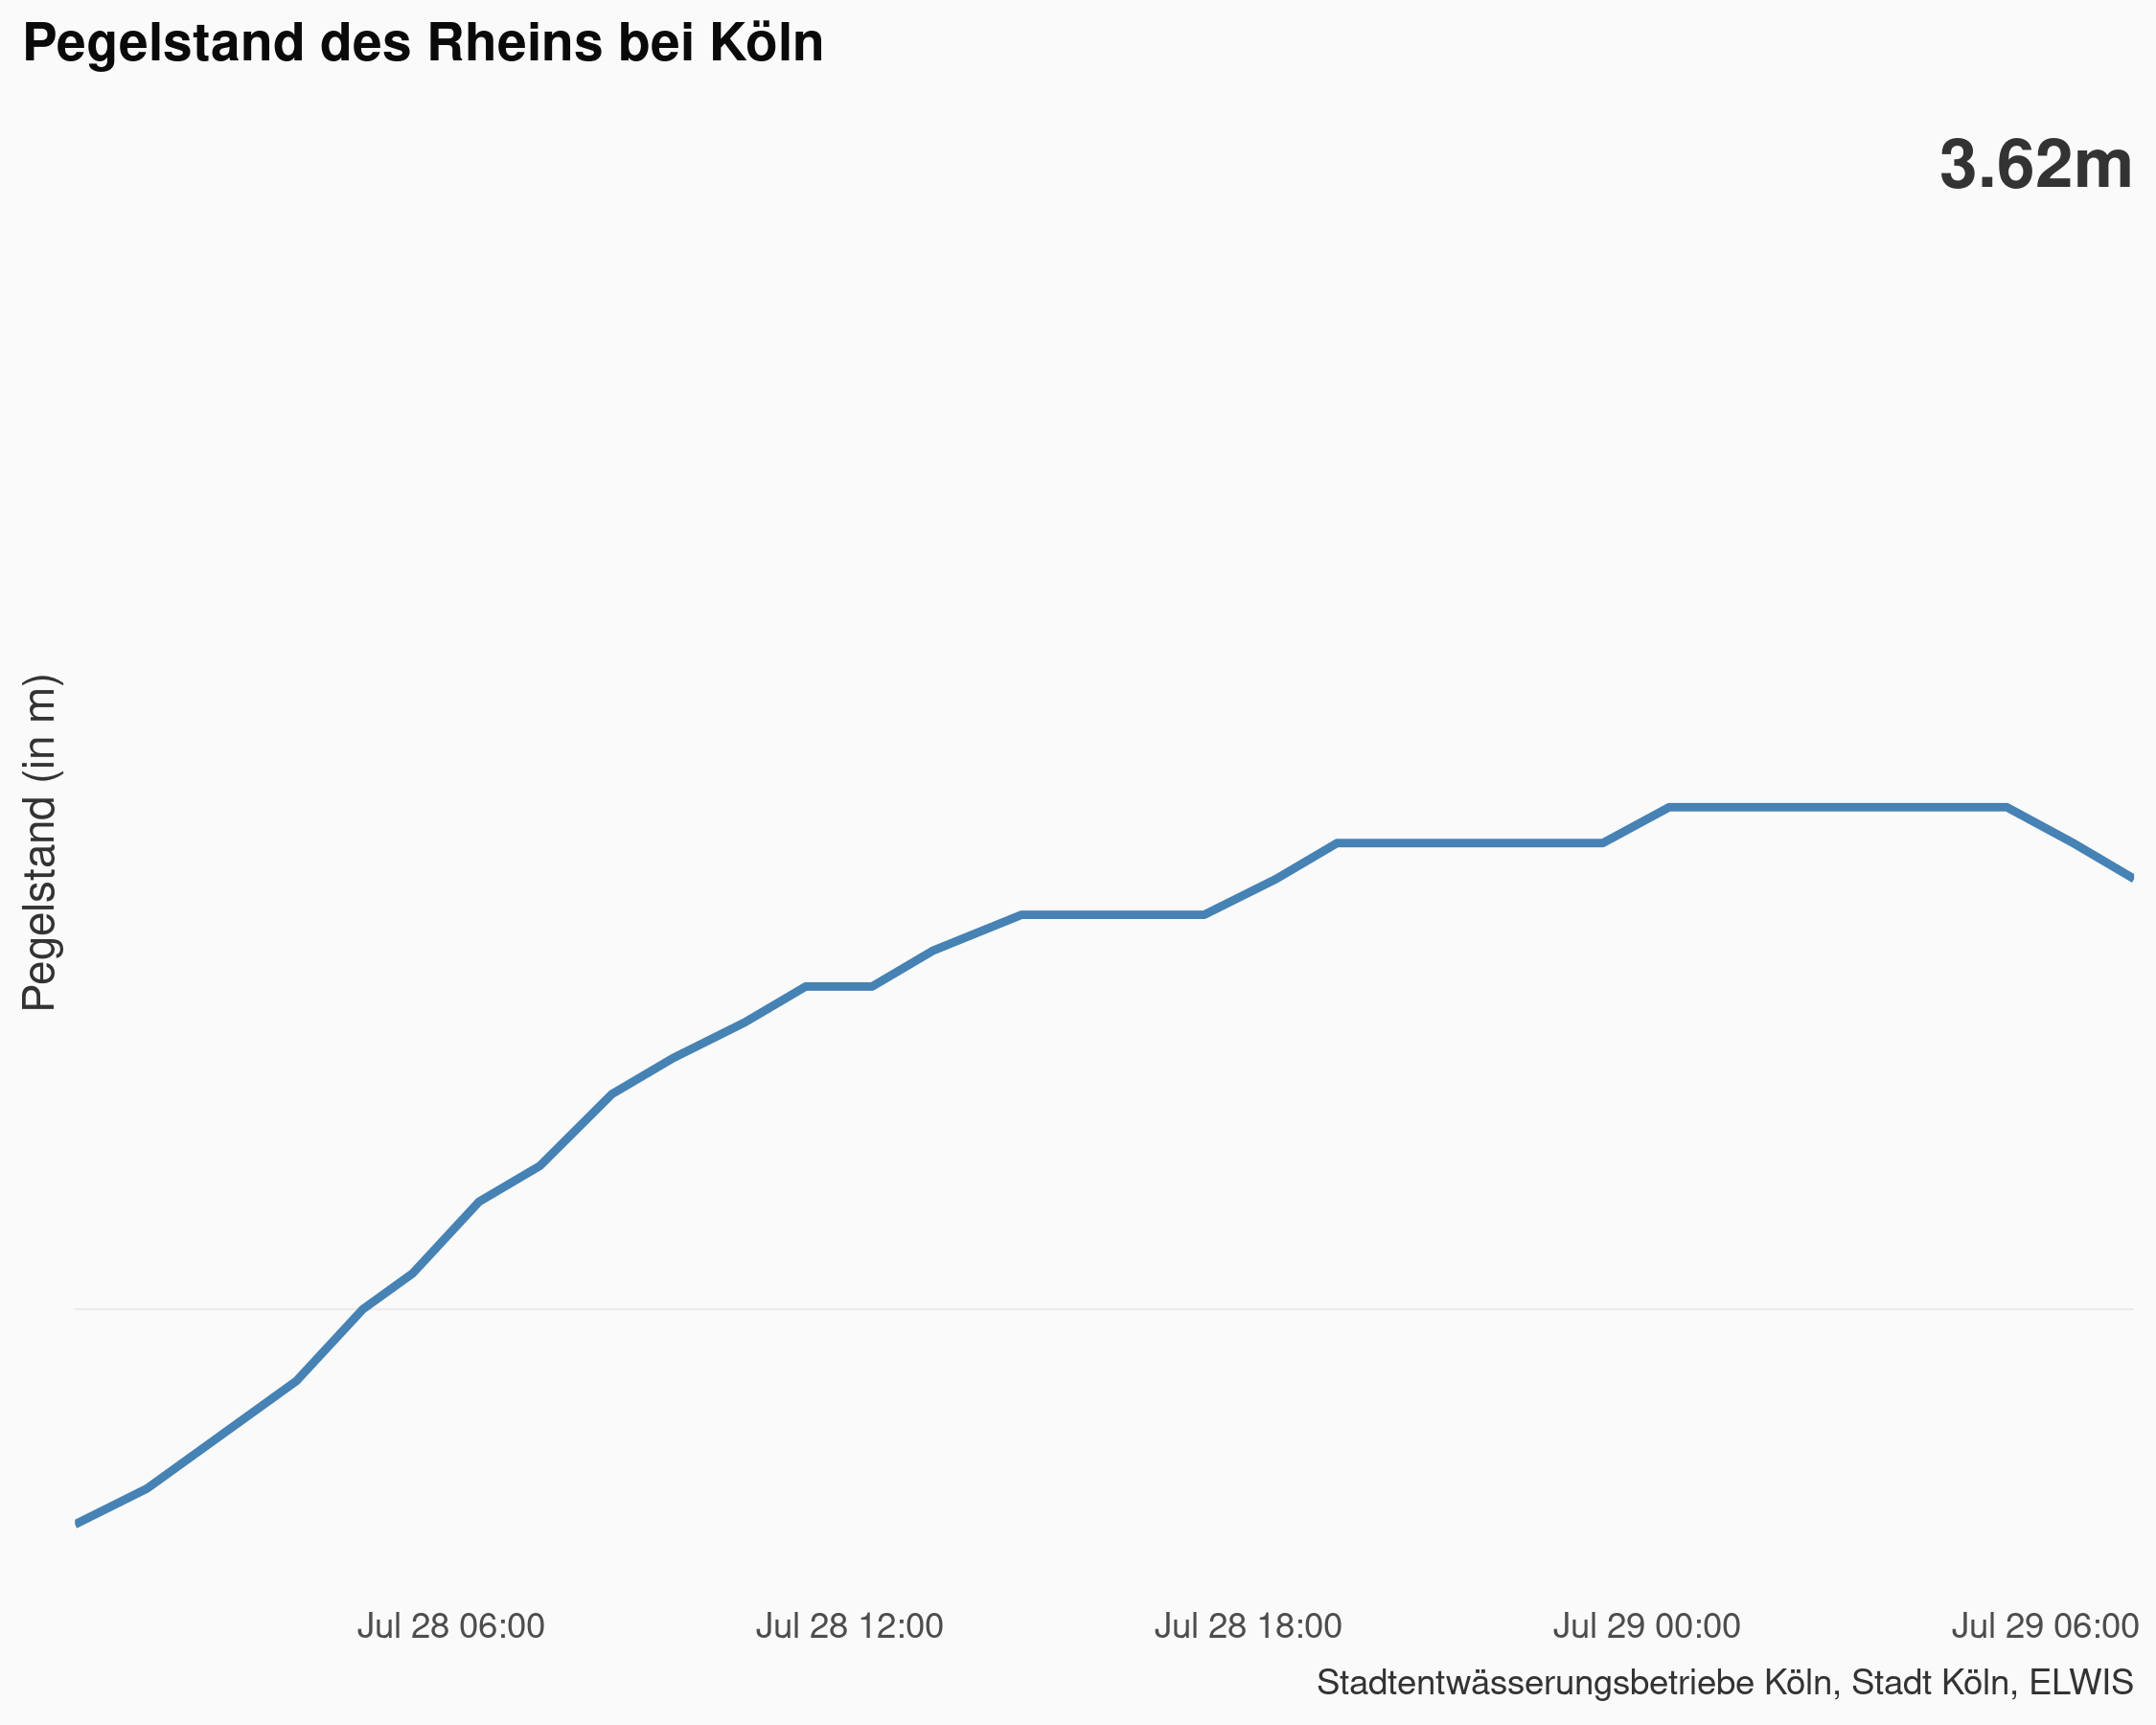 Pegelstand des Rheins bei Köln
3.62m
Pegelstand (in m)
Jul 28 06:00 Jul 28 12:00 Jul 28 18:00 Jul 29 00:00 Jul 29 06:00
Stadtentwässerungsbetriebe Köln, Stadt Köln, ELWIS